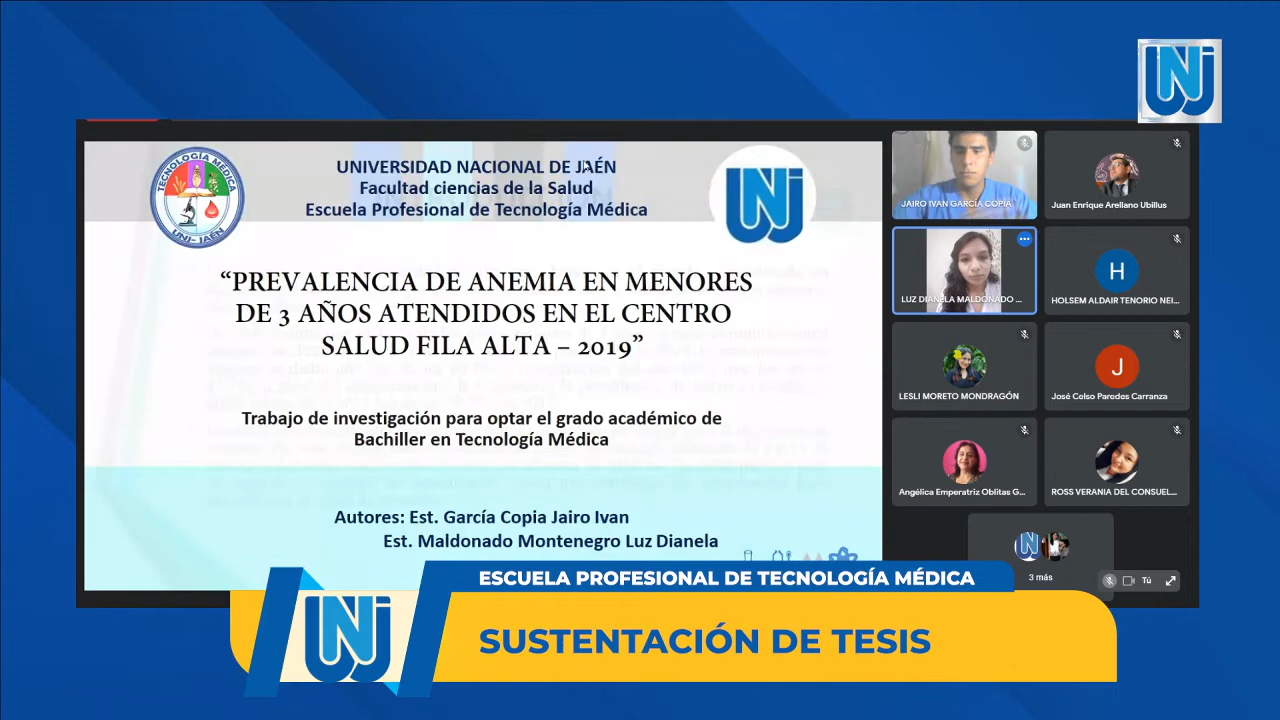 UNJ
TECNOLOGÍA MÉDICA
UNJ - JAÉN
UNIVERSIDAD NACIONAL DE JAÉN
Facultad ciencias de la Salud
Escuela Profesional de Tecnología Médica
UNJ
“PREVALENCIA DE ANEMIA EN MENORES
DE 3 AÑOS ATENDIDOS EN EL CENTRO
SALUD FILA ALTA – 2019”
Trabajo de investigación para optar el grado académico de
Bachiller en Tecnología Médica
Autores: Est. García Copia Jairo Ivan
Est. Maldonado Montenegro Luz Dianela
JAIRO IVAN GARCÍA COPIA
Juan Enrique Arellano Ubillus
LUZ DIANELA MALDONADO ...
H
HOLSEM ALDAIR TENORIO NEI...
LESLI MORETO MONDRAGÓN
J
José Celso Paredes Carranza
Angélica Emperatriz Oblitas G...
ROSS VERANIA DEL CONSUEL...
UNJ
3 más
Tú
ESCUELA PROFESIONAL DE TECNOLOGÍA MÉDICA
UNJ
SUSTENTACIÓN DE TESIS